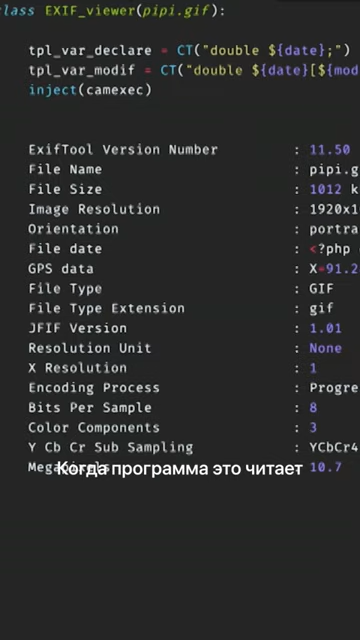 class EXIF_viewer(pipi.gif):
tpl_var_declare = CT("double ${date};")
tpl_var_modif = CT("double ${date}[${mod
inject(camexec)
ExifTool Version Number : 11.50
File Name : pipi.g
File Size : 1012 k
Image Resolution : 1920x1
Orientation : portra
File date : <?php
GPS data : X=91.2
File Type : GIF
File Type Extension : gif
JFIF Version : 1.01
Resolution Unit : None
X Resolution : 1
Encoding Process : Progre
Bits Per Sample : 8
Color Components : 3
Y Cb Cr Sub Sampling : YCbCr4
Megapixels : 10.7
Когда программа это читает